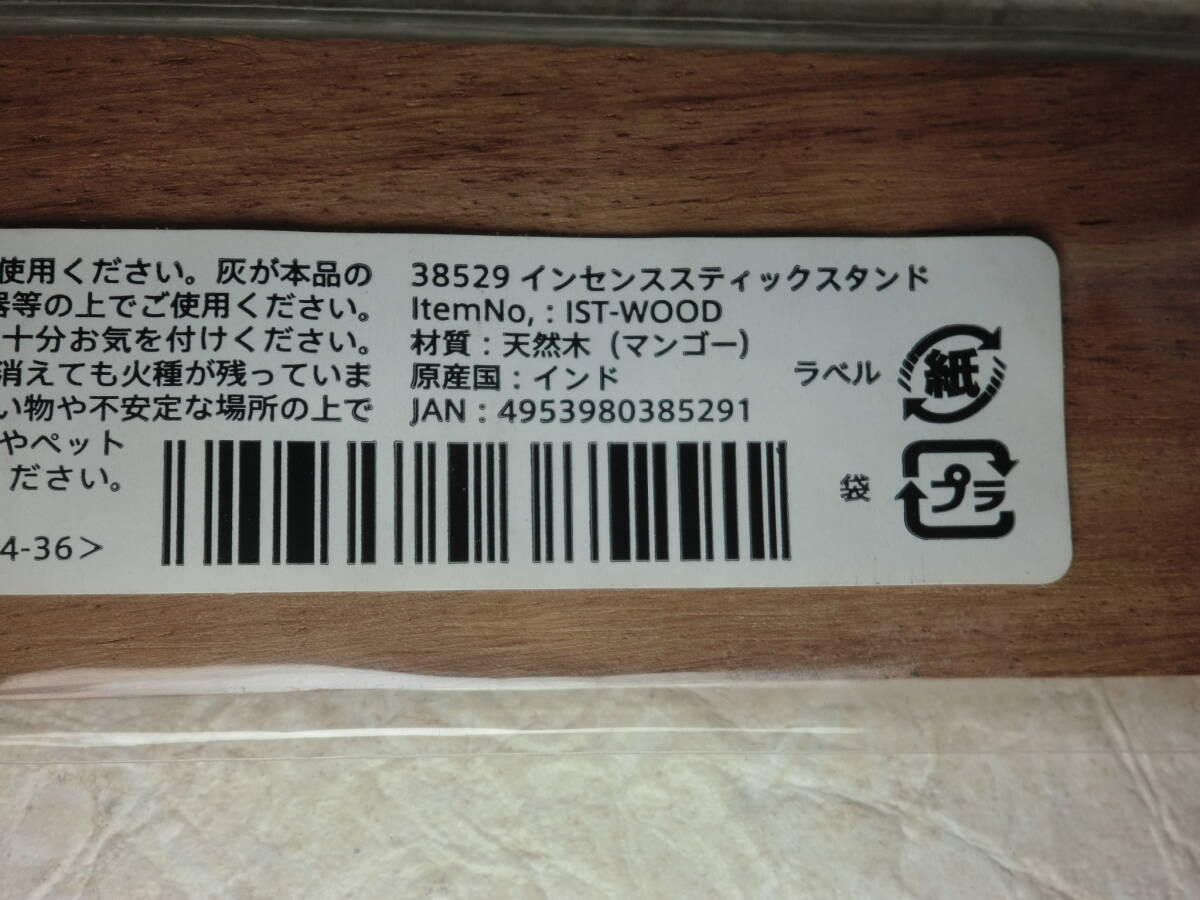 使用ください。灰が本品の
器等の上でご使用ください。
十分お気を付けください。
消えても火種が残っていま
い物や不安定な場所の上で
やペット
ださい。
4-36>
38529 インセンススティックスタンド
ItemNo, : IST-WOOD
材質：天然木（マンゴー）
原産国：インド
JAN : 4953980385291
ラベル 紙
袋 プラ